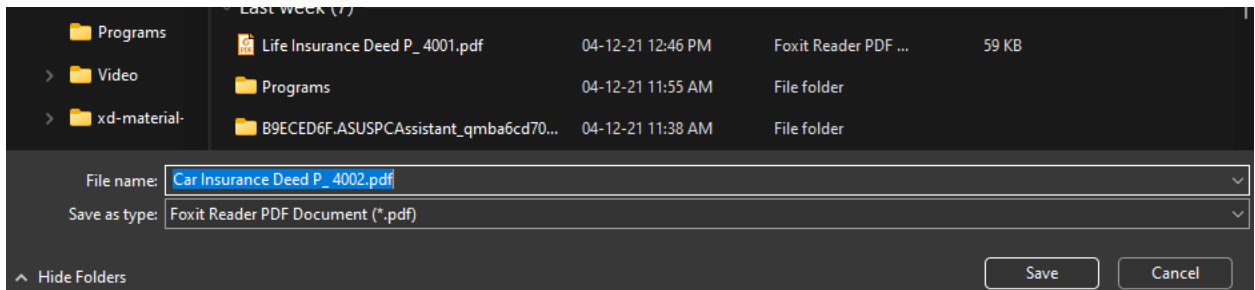 Last week (7)
Programs
Life Insurance Deed P_ 4001.pdf 04-12-21 12:46 PM Foxit Reader PDF ... 59 KB
Video
Programs 04-12-21 11:55 AM File folder
xd-material-
B9ECED6F.ASUSPCAssistant_qmba6cd70... 04-12-21 11:38 AM File folder
File name: Car Insurance Deed P_ 4002.pdf
Save as type: Foxit Reader PDF Document (*.pdf)
Hide Folders
Save Cancel